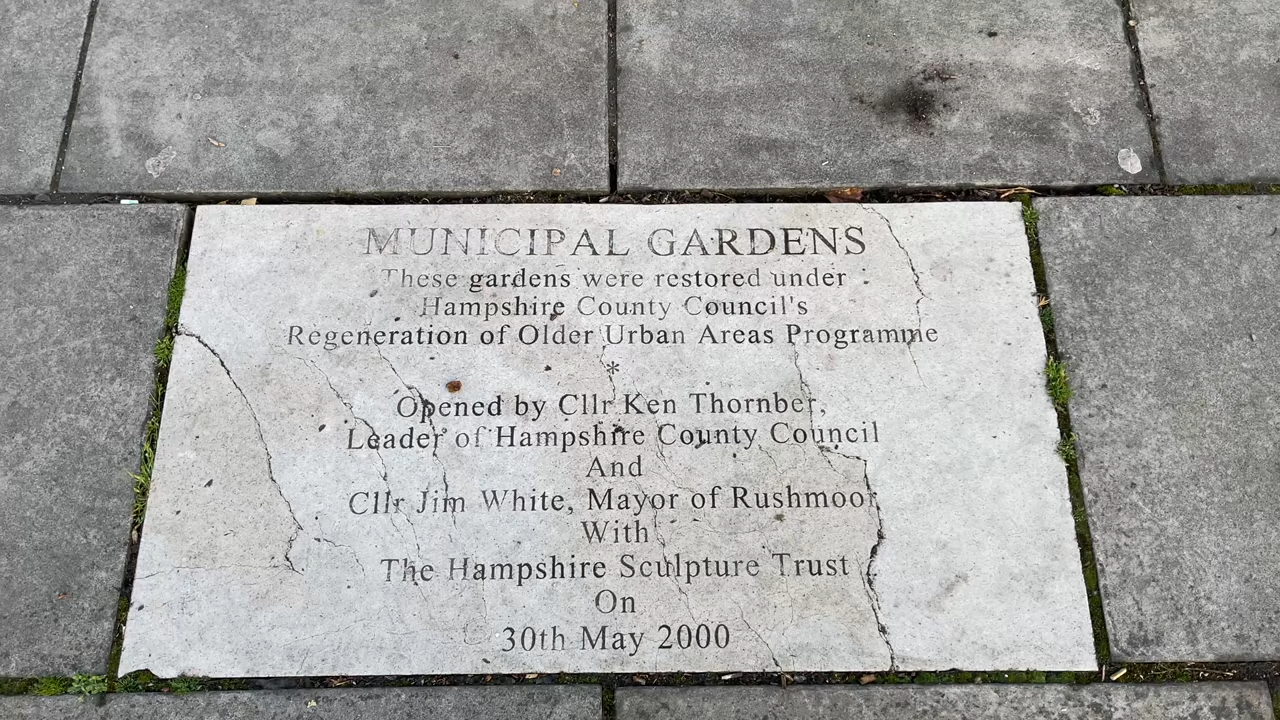 MUNICIPAL GARDENS
These gardens were restored under
Hampshire County Council's
Regeneration of Older Urban Areas Programme
*
Opened by Cllr Ken Thornber,
Leader of Hampshire County Council
And
Cllr Jim White, Mayor of Rushmoor
With
The Hampshire Sculpture Trust
On
30th May 2000